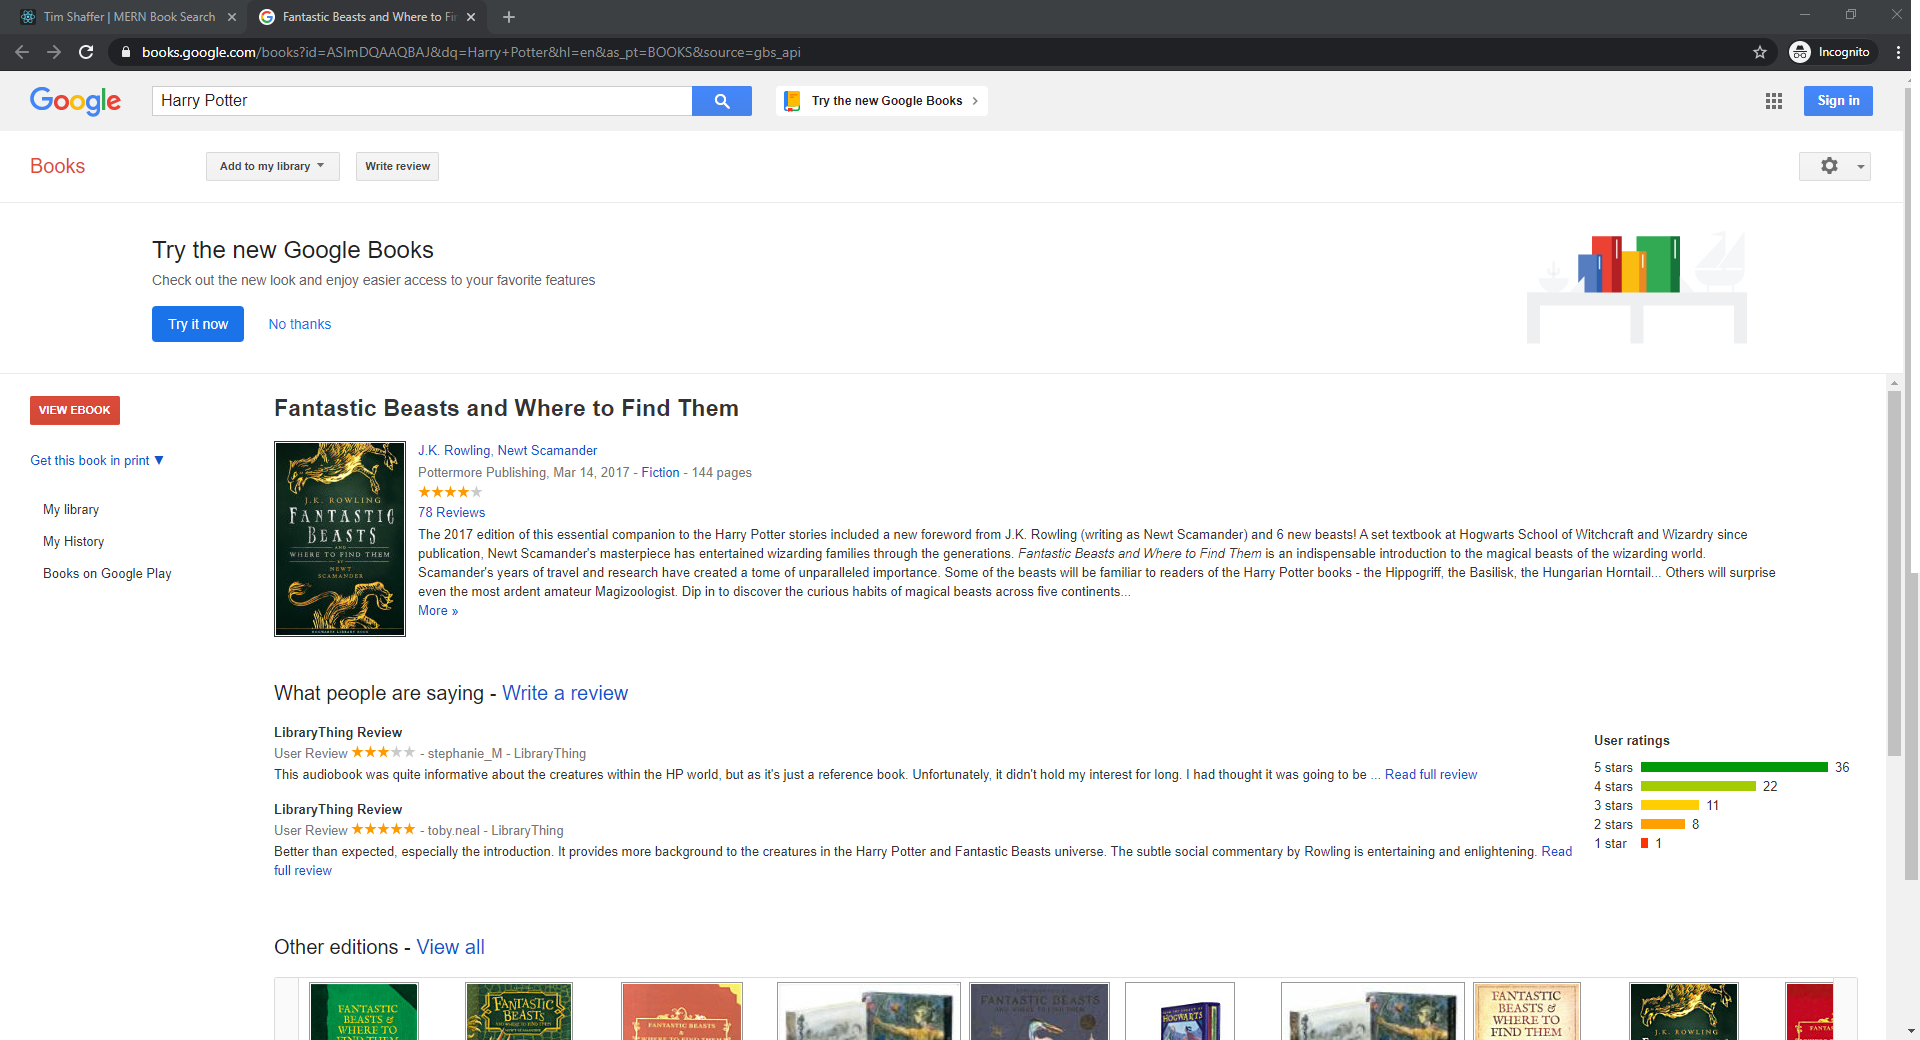 Tim Shaffer | MERN Book Search
Fantastic Beasts and Where to Fi
books.google.com/books?id=ASImDQAAQBAJ&dq=Harry+Potter&hl=en&as_pt=BOOKS&source=gbs_api
Incognito
Google
Harry Potter
Try the new Google Books
Sign in
Books
Add to my library
Write review
Try the new Google Books
Check out the new look and enjoy easier access to your favorite features
Try it now
No thanks
VIEW EBOOK
Get this book in print ▼
My library
My History
Books on Google Play
Fantastic Beasts and Where to Find Them
J.K. ROWLING
FANTASTIC
BEASTS
AND
WHERE TO FIND THEM
BY
NEWT
SCAMANDER
HOGWARTS LIBRARY BOOK
J.K. Rowling, Newt Scamander
Pottermore Publishing, Mar 14, 2017 - Fiction - 144 pages
78 Reviews
The 2017 edition of this essential companion to the Harry Potter stories included a new foreword from J.K. Rowling (writing as Newt Scamander) and 6 new beasts! A set textbook at Hogwarts School of Witchcraft and Wizardry since
publication, Newt Scamander's masterpiece has entertained wizarding families through the generations. Fantastic Beasts and Where to Find Them is an indispensable introduction to the magical beasts of the wizarding world.
Scamander's years of travel and research have created a tome of unparalleled importance. Some of the beasts will be familiar to readers of the Harry Potter books - the Hippogriff, the Basilisk, the Hungarian Horntail... Others will surprise
even the most ardent amateur Magizoologist. Dip in to discover the curious habits of magical beasts across five continents...
More »
What people are saying - Write a review
LibraryThing Review
User Review - stephanie_M - LibraryThing
This audiobook was quite informative about the creatures within the HP world, but as it's just a reference book. Unfortunately, it didn't hold my interest for long. I had thought it was going to be ... Read full review
LibraryThing Review
User Review - toby.neal - LibraryThing
Better than expected, especially the introduction. It provides more background to the creatures in the Harry Potter and Fantastic Beasts universe. The subtle social commentary by Rowling is entertaining and enlightening. Read
full review
User ratings
5 stars 36
4 stars 22
3 stars 11
2 stars 8
1 star 1
Other editions - View all
FANTASTIC
BEASTS &
WHERE TO
FIND THEM
FANTASTIC
BEASTS
AND WHERE TO FIND THEM
FANTASTIC BEASTS
&
WHERE TO FIND THEM
FANTASTIC BEASTS
AND WHERE TO FIND THEM
HOGWARTS
FANTASTIC
BEASTS &
WHERE TO
FIND THEM
J.K. ROWLING
FANTASTIC